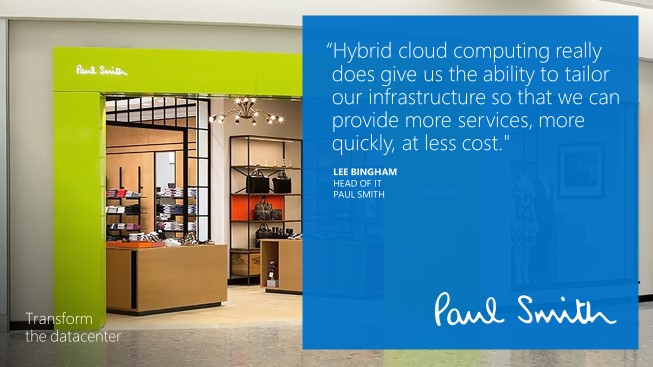 Paul Smith
“Hybrid cloud computing really
does give us the ability to tailor
our infrastructure so that we can
provide more services, more
quickly, at less cost."
LEE BINGHAM
HEAD OF IT
PAUL SMITH
Paul Smith
Transform
the datacenter